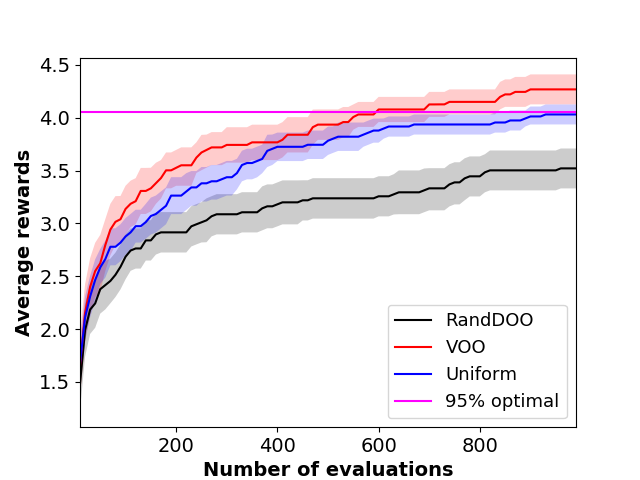 4.5
4.0
3.5
3.0
2.5
2.0
1.5
Average rewards
RandDOO
VOO
Uniform
95% optimal
200 400 600 800
Number of evaluations